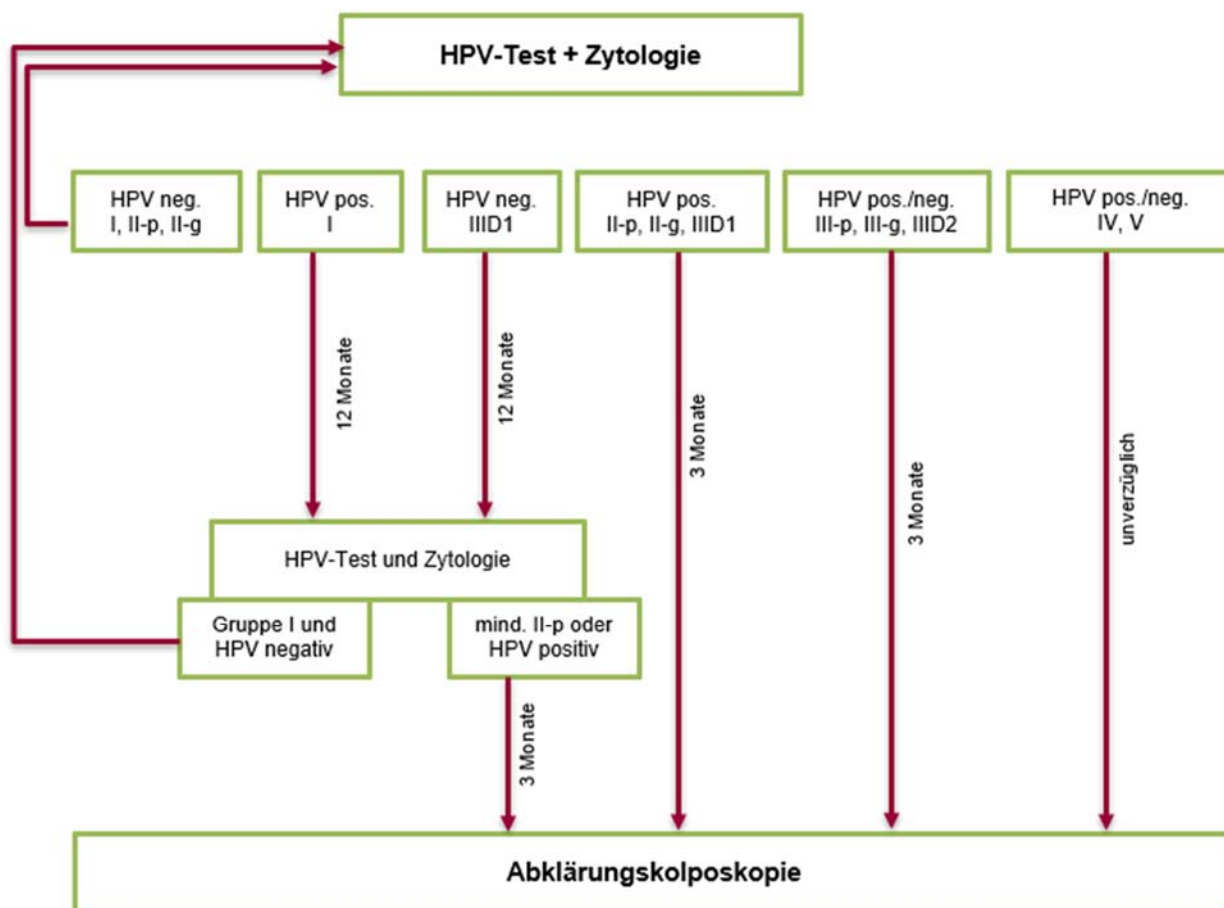 HPV-Test + Zytologie
HPV neg.
I, II-p, II-g
HPV pos.
I
HPV neg.
IIID1
HPV pos.
II-p, II-g, IIID1
HPV pos./neg.
III-p, III-g, IIID2
HPV pos./neg.
IV, V
12 Monate
12 Monate
3 Monate
3 Monate
unverzüglich
HPV-Test und Zytologie
Gruppe I und
HPV negativ
mind. II-p oder
HPV positiv
3 Monate
Abklärungskolposkopie